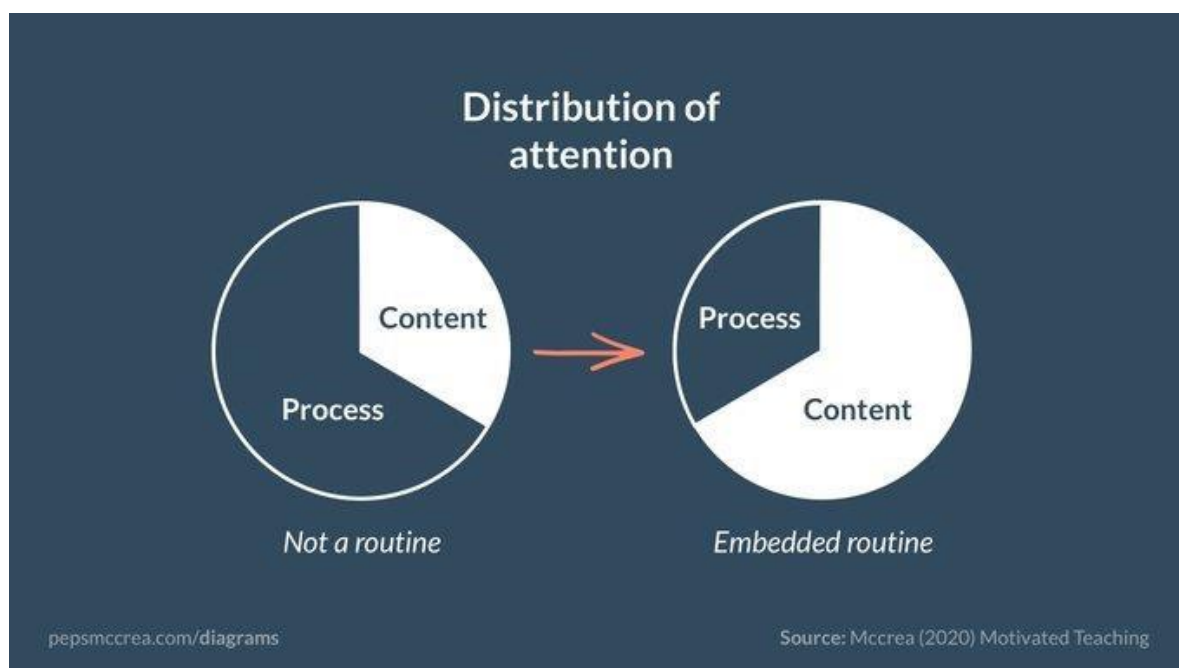 Distribution of
attention
Content
Process
Not a routine
Process
Content
Embedded routine
pepsmccrea.com/diagrams
Source: Mccrea (2020) Motivated Teaching